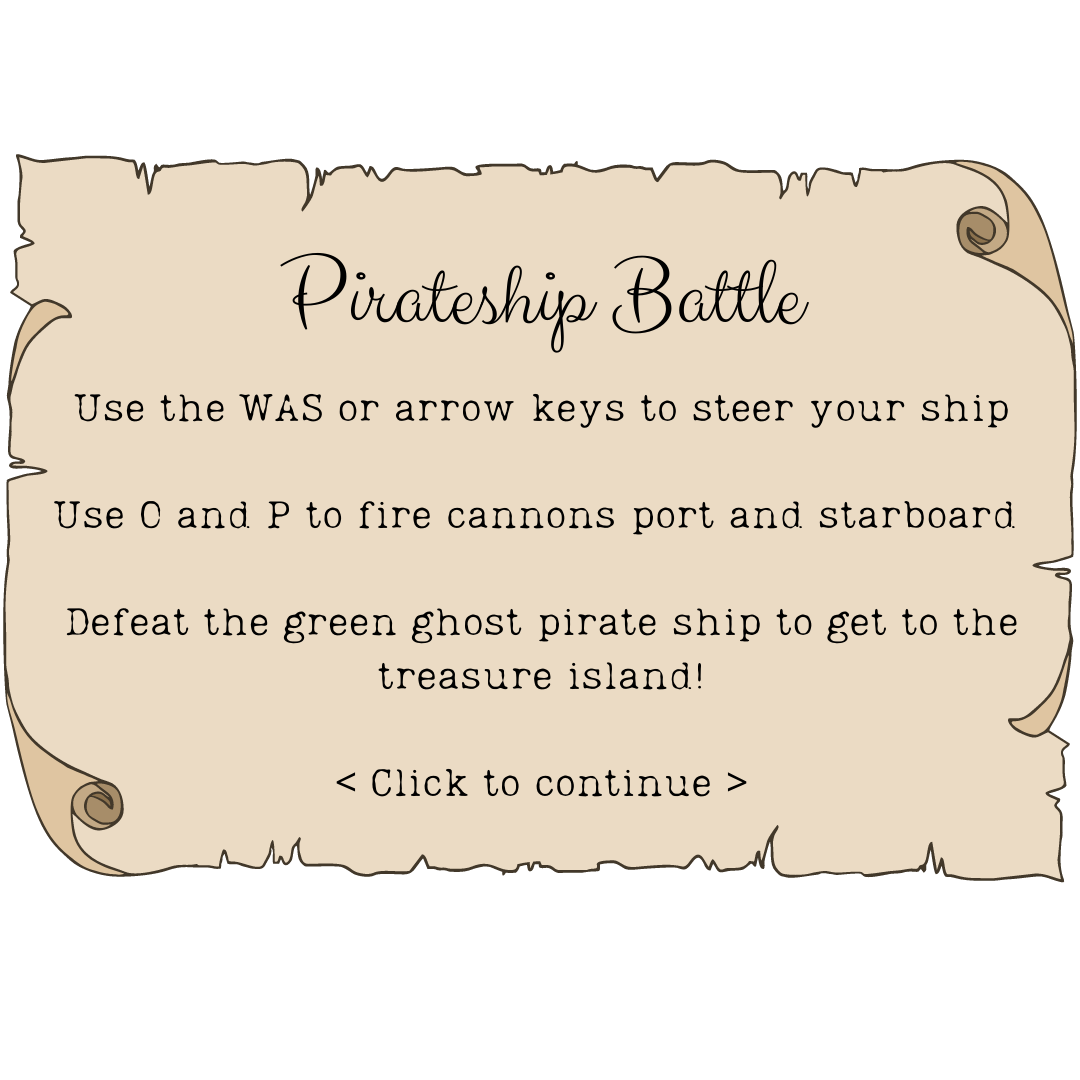 Pirateship Battle
Use the WAS or arrow keys to steer your ship
Use O and P to fire cannons port and starboard
Defeat the green ghost pirate ship to get to the
treasure island!
< Click to continue >